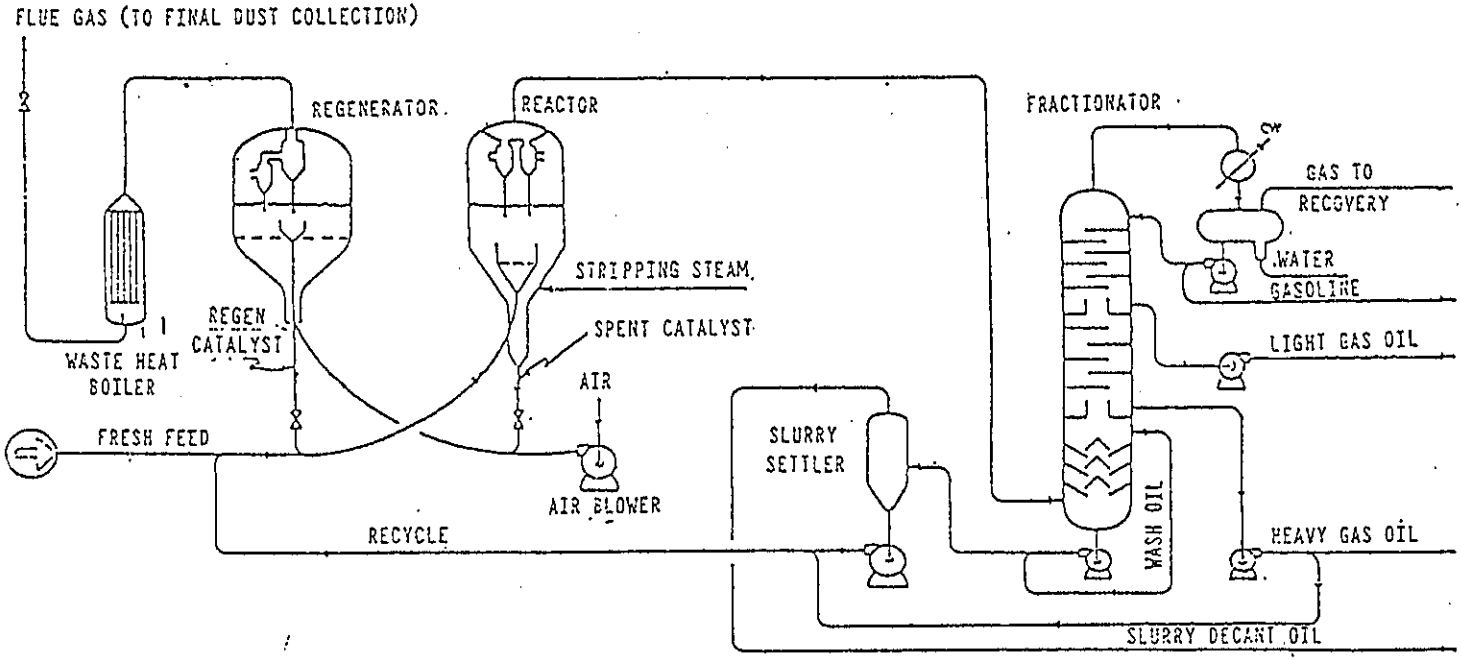 FLUE GAS (TO FINAL DUST COLLECTION)
REGENERATOR.
REACTOR
FRACTIONATOR
GAS TO
RECOVERY
WATER
GASOLINE
STRIPPING STEAM
REGEN
CATALYST
SPENT CATALYST
WASTE HEAT
BOILER
LIGHT GAS OIL
AIR
FRESH FEED
SLURRY
SETTLER
AIR BLOWER
WASH OIL
RECYCLE
HEAVY GAS OIL
SLURRY DECANT OIL